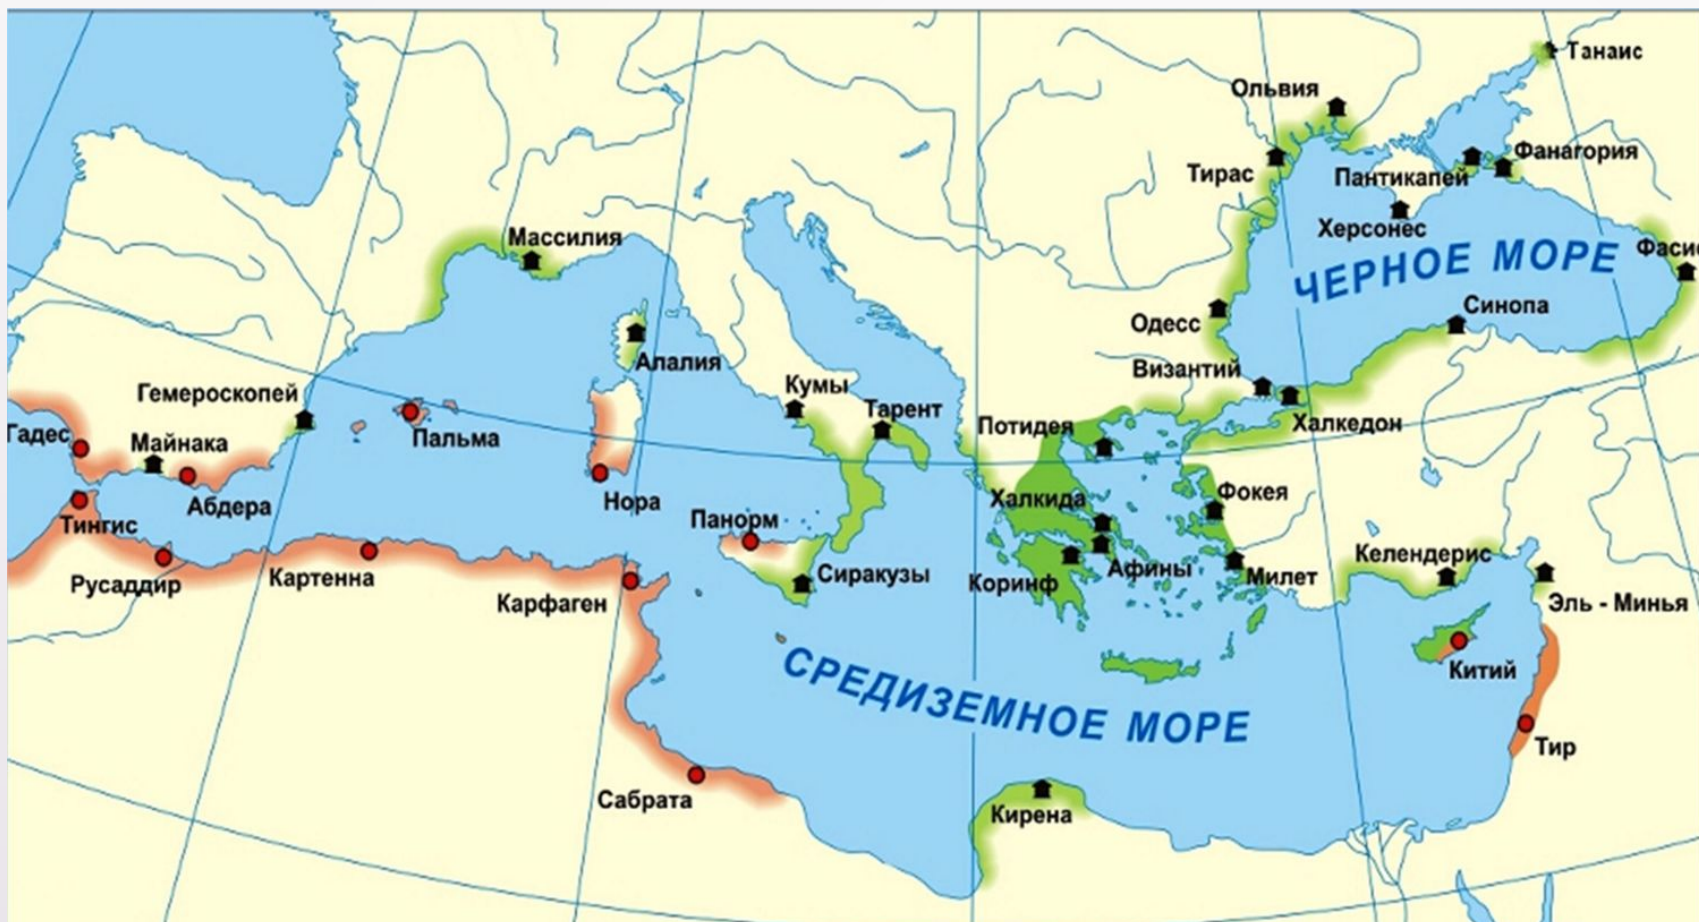 Танаис
Ольвия
Фанагория
Тирас
Пантикапей
Херсонес
Массилия
ЧЕРНОЕ МОРЕ
Фасис
Синопа
Одесс
Алалия
Византий
Гемероскопей
Кумы
Тарент
Халкедон
Потидея
Гадес
Майнака
Пальма
Абдера
Нора
Халкида
Фокея
Тингис
Панорм
Русаддир
Картенна
Карфаген
Сиракузы
Коринф
Афины
Милет
Келендерис
Эль - Минья
СРЕДИЗЕМНОЕ МОРЕ
Китий
Тир
Сабрата
Кирена